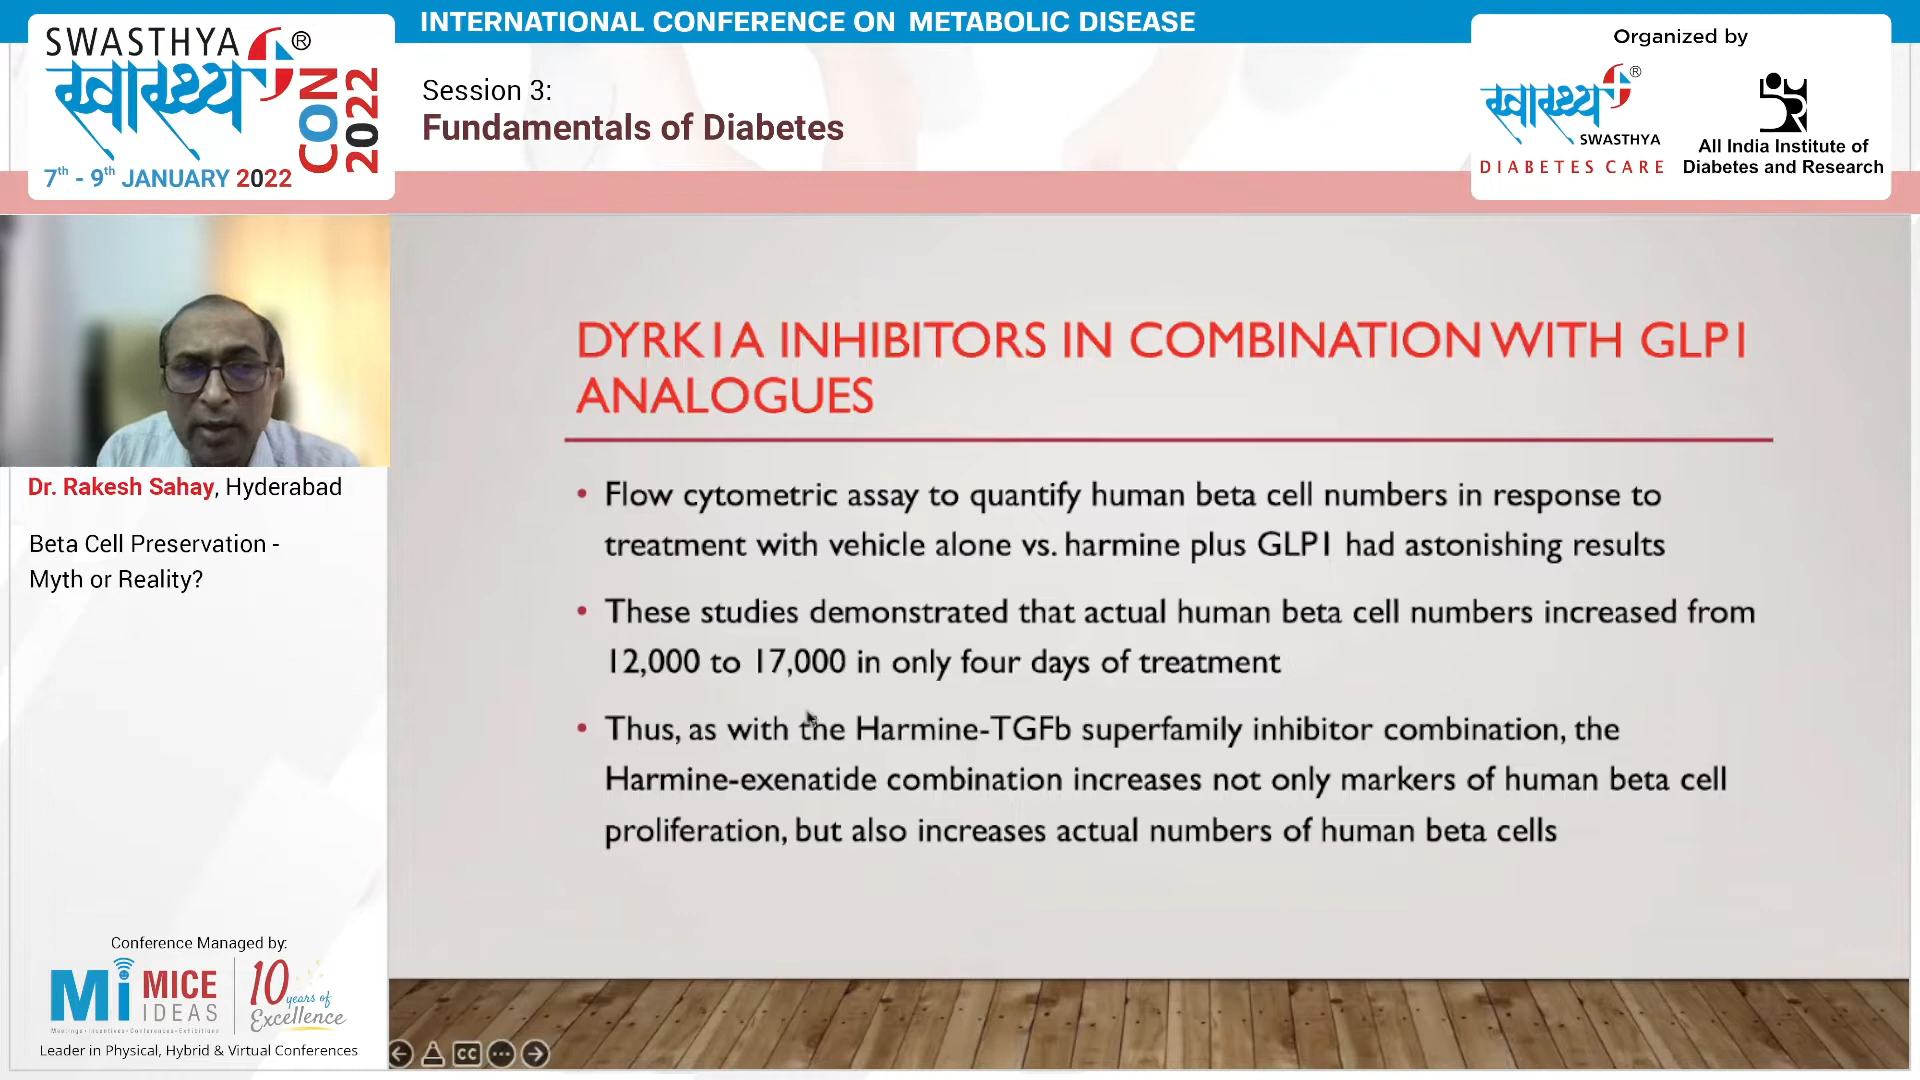 INTERNATIONAL CONFERENCE ON METABOLIC DISEASE
SWASTHYA ®
स्वास्थ्य
CON 2022
7th - 9th JANUARY 2022
Session 3:
Fundamentals of Diabetes
Organized by
स्वास्थ्य ®
SWASTHYA
DIABETES CARE
All India Institute of
Diabetes and Research
Dr. Rakesh Sahay, Hyderabad
Beta Cell Preservation -
Myth or Reality?
DYRK1A INHIBITORS IN COMBINATION WITH GLP1
ANALOGUES
• Flow cytometric assay to quantify human beta cell numbers in response to
treatment with vehicle alone vs. harmine plus GLP1 had astonishing results
• These studies demonstrated that actual human beta cell numbers increased from
12,000 to 17,000 in only four days of treatment
• Thus, as with the Harmine-TGFb superfamily inhibitor combination, the
Harmine-exenatide combination increases not only markers of human beta cell
proliferation, but also increases actual numbers of human beta cells
Conference Managed by:
Mi MICE
IDEAS
Meetings•Incentives•Conferences•Exhibitions
10
years of
Excellence
Leader in Physical, Hybrid & Virtual Conferences
CC